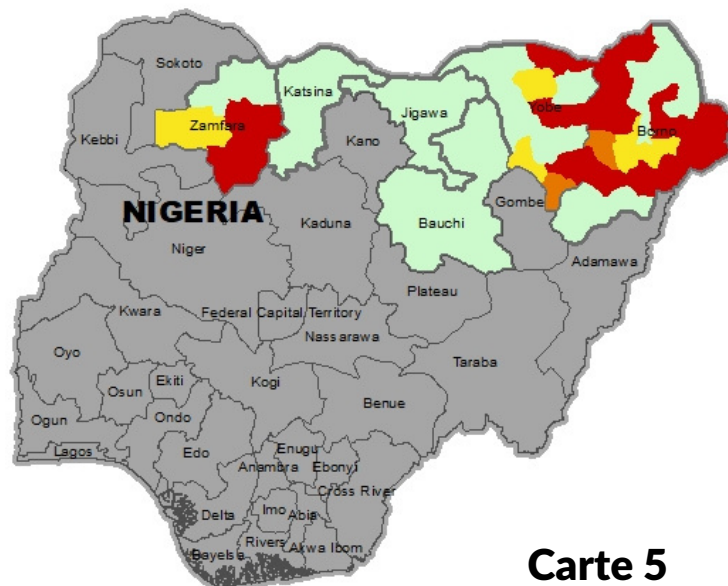 Sokoto
Katsina
Jigawa
Yobe
Borno
Zamfara
Kebbi
Kano
NIGERIA
Kaduna
Bauchi
Gombe
Niger
Adamawa
Plateau
Kwara
Federal Capital Territory
Nassarawa
Oyo
Taraba
Osun
Ekiti
Kogi
Benue
Ogun
Ondo
Lagos
Edo
Enugu
Anambra
Ebonyi
Cross River
Delta
Imo
Abia
Rivers
Bayelsa
Akwa Ibom
Carte 5